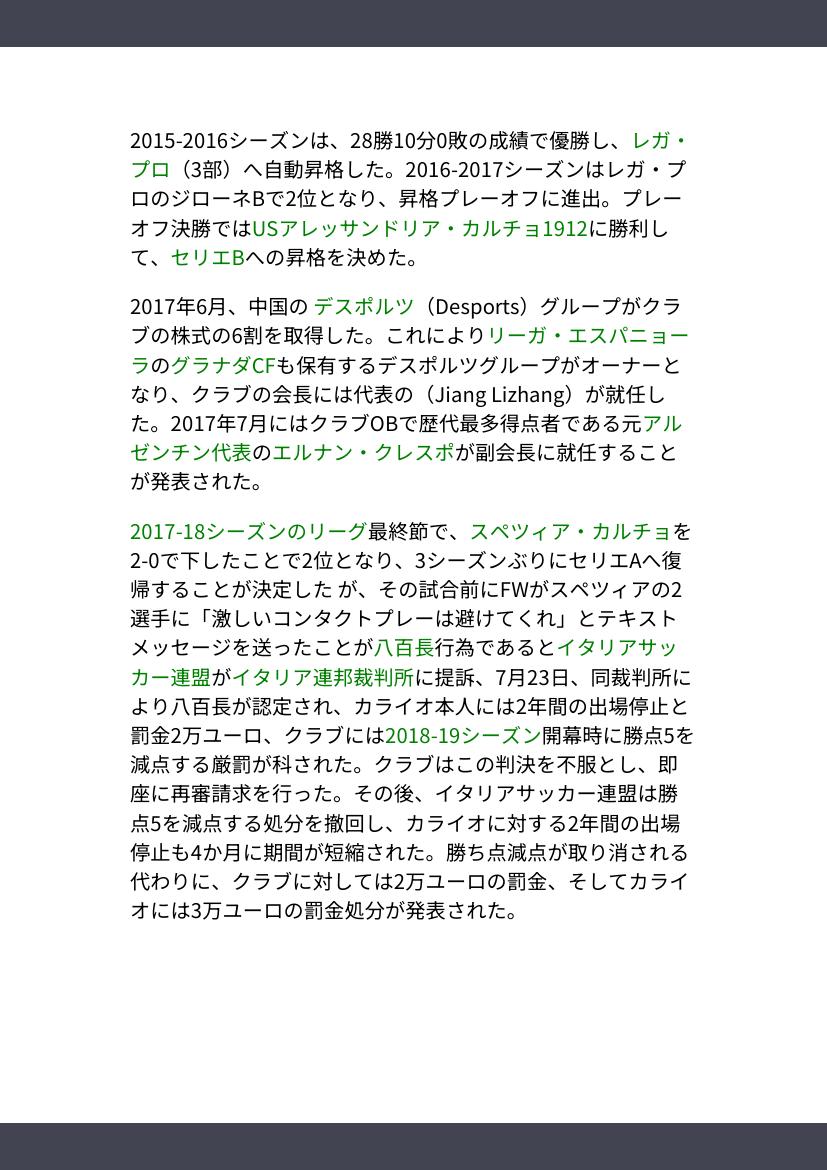 2015-2016シーズンは、28勝10分0敗の成績で優勝し、レガ・
プロ（3部）へ自動昇格した。2016-2017シーズンはレガ・プ
ロのジローネBで2位となり、昇格プレーオフに進出。プレー
オフ決勝ではUSアレッサンドリア・カルチョ1912に勝利し
て、セリエBへの昇格を決めた。
2017年6月、中国の デスポルツ（Desports）グループがクラ
ブの株式の6割を取得した。これによりリーガ・エスパニョー
ラのグラナダCFも保有するデスポルツグループがオーナーと
なり、クラブの会長には代表の（Jiang Lizhang）が就任し
た。2017年7月にはクラブOBで歴代最多得点者である元アル
ゼンチン代表のエルナン・クレスポが副会長に就任すること
が発表された。
2017-18シーズンのリーグ最終節で、スペツィア・カルチョを
2-0で下したことで2位となり、3シーズンぶりにセリエAへ復
帰することが決定した が、その試合前にFWがスペツィアの2
選手に「激しいコンタクトプレーは避けてくれ」とテキスト
メッセージを送ったことが八百長行為であるとイタリアサッ
カー連盟がイタリア連邦裁判所に提訴、7月23日、同裁判所に
より八百長が認定され、カライオ本人には2年間の出場停止と
罰金2万ユーロ、クラブには2018-19シーズン開幕時に勝点5を
減点する厳罰が科された。クラブはこの判決を不服とし、即
座に再審請求を行った。その後、イタリアサッカー連盟は勝
点5を減点する処分を撤回し、カライオに対する2年間の出場
停止も4か月に期間が短縮された。勝ち点減点が取り消される
代わりに、クラブに対しては2万ユーロの罰金、そしてカライ
オには3万ユーロの罰金処分が発表された。